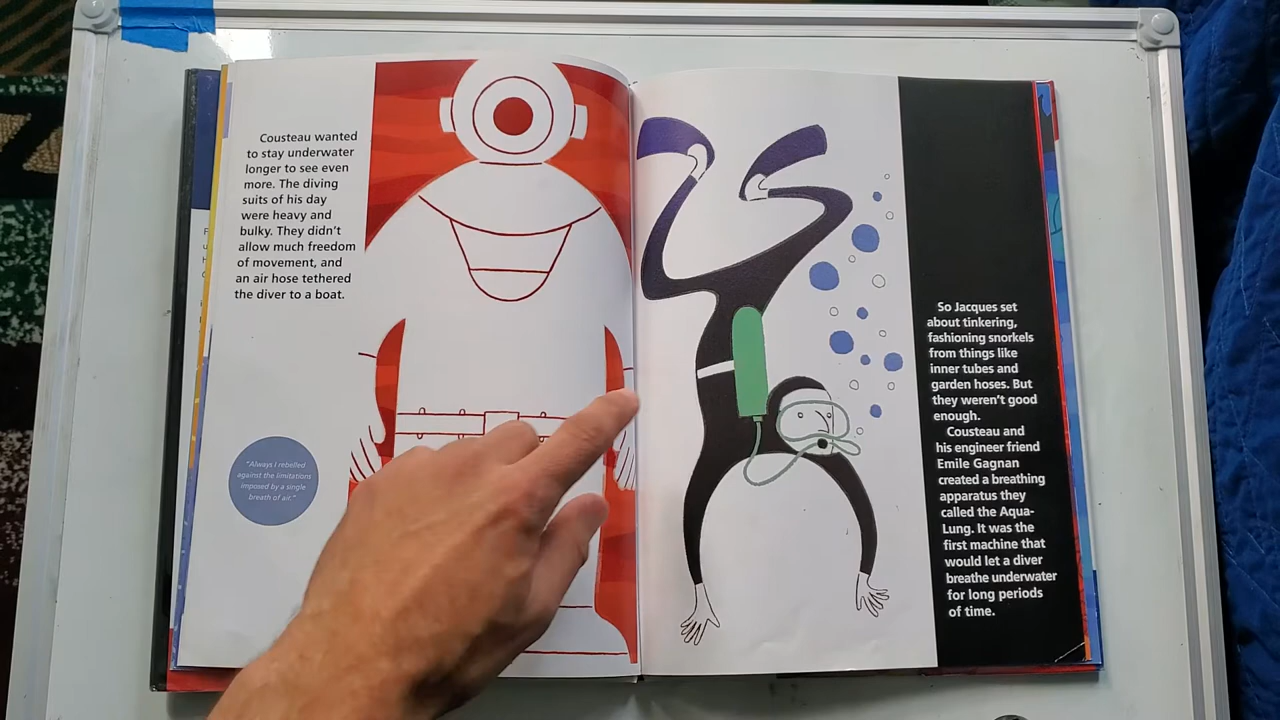 Cousteau wanted
to stay underwater
longer to see even
more. The diving
suits of his day
were heavy and
bulky. They didn't
allow much freedom
of movement, and
an air hose tethered
the diver to a boat.
"Always I rebelled
against the limitations
imposed by a single
breath of air."
So Jacques set
about tinkering,
fashioning snorkels
from things like
inner tubes and
garden hoses. But
they weren't good
enough.
Cousteau and
his engineer friend
Emile Gagnan
created a breathing
apparatus they
called the Aqua-
Lung. It was the
first machine that
would let a diver
breathe underwater
for long periods
of time.